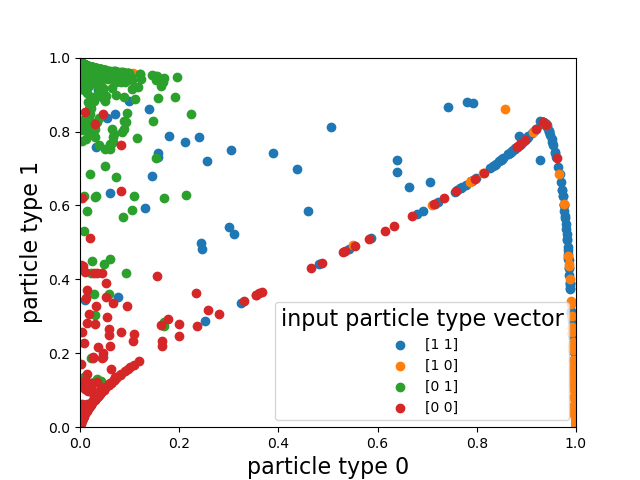 1.0
0.8
0.6
0.4
0.2
0.0
particle type 1
input particle type vector
[1 1]
[1 0]
[0 1]
[0 0]
0.0 0.2 0.4 0.6 0.8 1.0
particle type 0